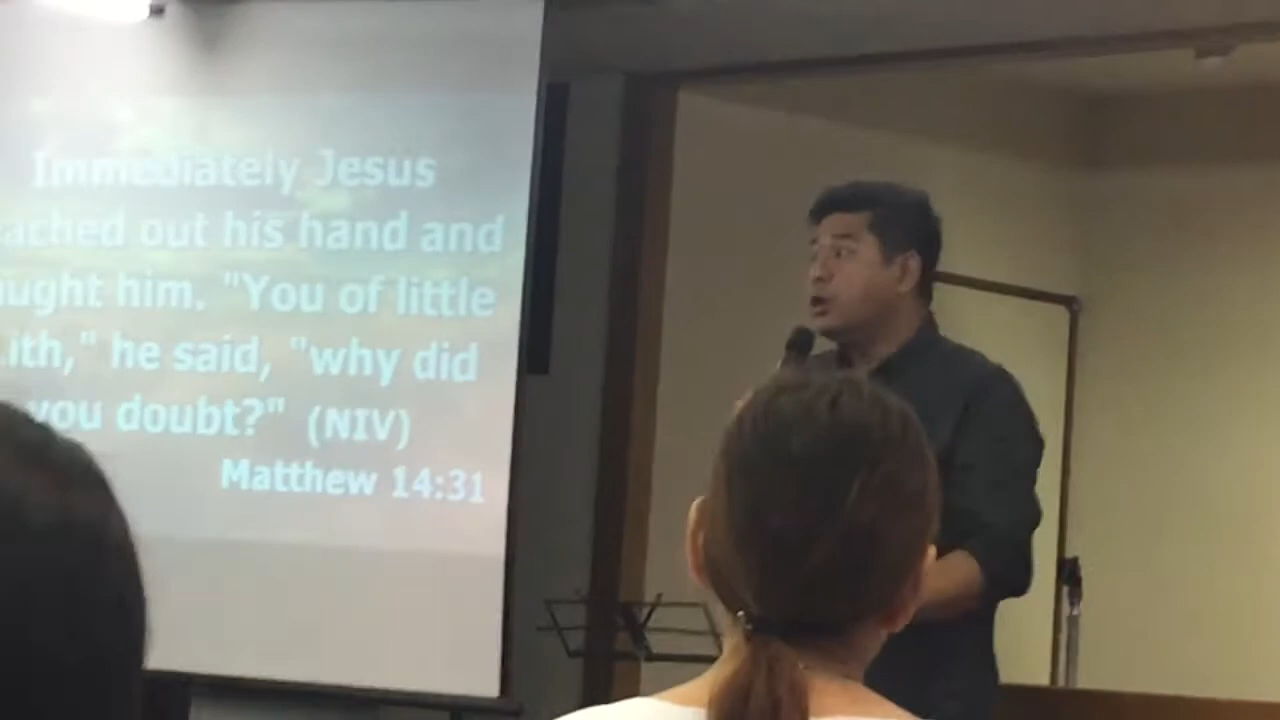 Immediately Jesus
ached out his hand and
ught him. "You of little
ith," he said, "why did
you doubt?" (NIV)
Matthew 14:31